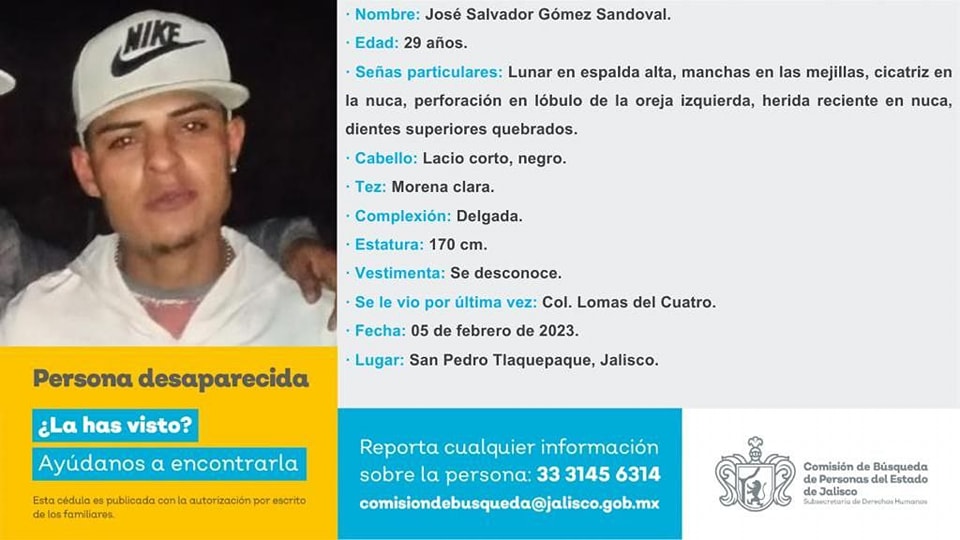 NIKE
· Nombre: José Salvador Gómez Sandoval.
· Edad: 29 años.
· Señas particulares: Lunar en espalda alta, manchas en las mejillas, cicatriz en
la nuca, perforación en lóbulo de la oreja izquierda, herida reciente en nuca,
dientes superiores quebrados.
· Cabello: Lacio corto, negro.
· Tez: Morena clara.
· Complexión: Delgada.
· Estatura: 170 cm.
· Vestimenta: Se desconoce.
· Se le vio por última vez: Col. Lomas del Cuatro.
· Fecha: 05 de febrero de 2023.
· Lugar: San Pedro Tlaquepaque, Jalisco.
Persona desaparecida
¿La has visto?
Ayúdanos a encontrarla
Esta cédula es publicada con la autorización por escrito
de los familiares.
Reporta cualquier información
sobre la persona: 33 3145 6314
comisiondebusqueda@jalisco.gob.mx
Comisión de Búsqueda
de Personas del Estado
de Jalisco
Subsecretaría de Derechos Humanos